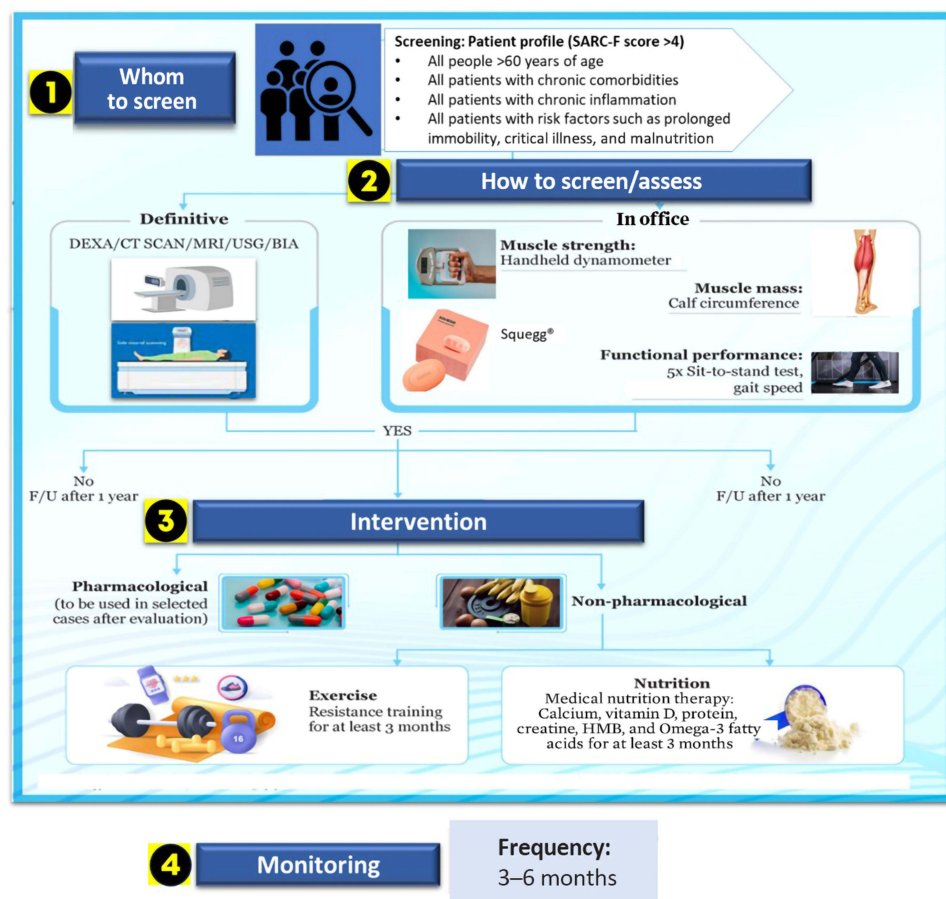 1
Whom
to screen
Screening: Patient profile (SARC-F score >4)
• All people >60 years of age
• All patients with chronic comorbidities
• All patients with chronic inflammation
• All patients with risk factors such as prolonged
immobility, critical illness, and malnutrition
2
How to screen/assess
Definitive
DEXA/CT SCAN/MRI/USG/BIA
In office
Muscle strength:
Handheld dynamometer
Muscle mass:
Calf circumference
Squegg®
Functional performance:
5x Sit-to-stand test,
gait speed
YES
No
F/U after 1 year
No
F/U after 1 year
3
Intervention
Pharmacological
(to be used in selected
cases after evaluation)
Non-pharmacological
Exercise
Resistance training
for at least 3 months
16
Nutrition
Medical nutrition therapy:
Calcium, vitamin D, protein,
creatine, HMB, and Omega-3 fatty
acids for at least 3 months
4
Monitoring
Frequency:
3–6 months